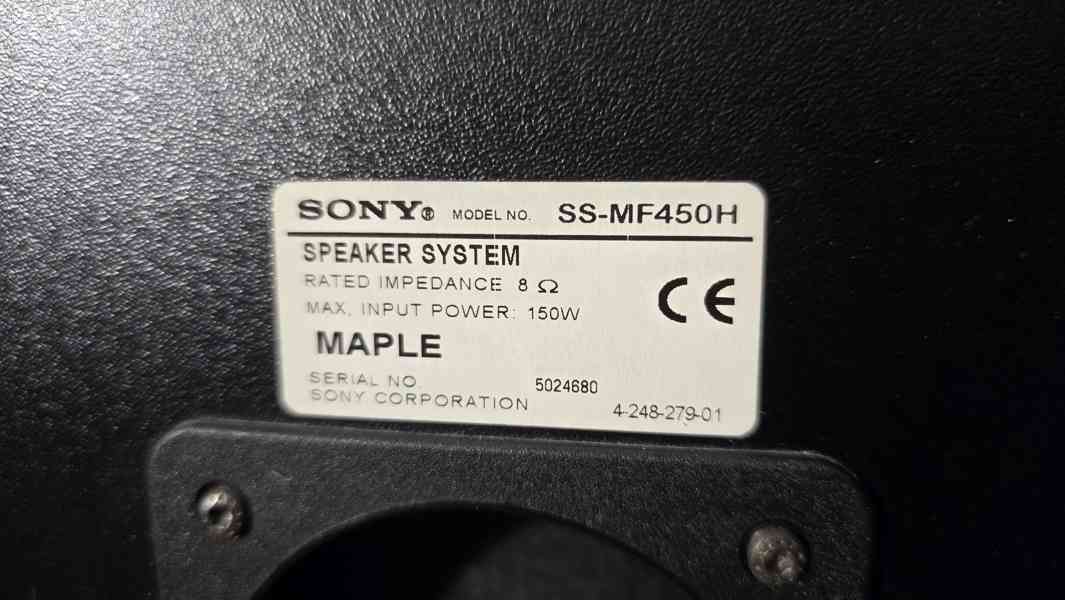 SONY® MODEL NO. SS-MF450H
SPEAKER SYSTEM
RATED IMPEDANCE 8 Ω
MAX. INPUT POWER: 150W
CE
MAPLE
SERIAL NO. 5024680
SONY CORPORATION
4-248-279-01